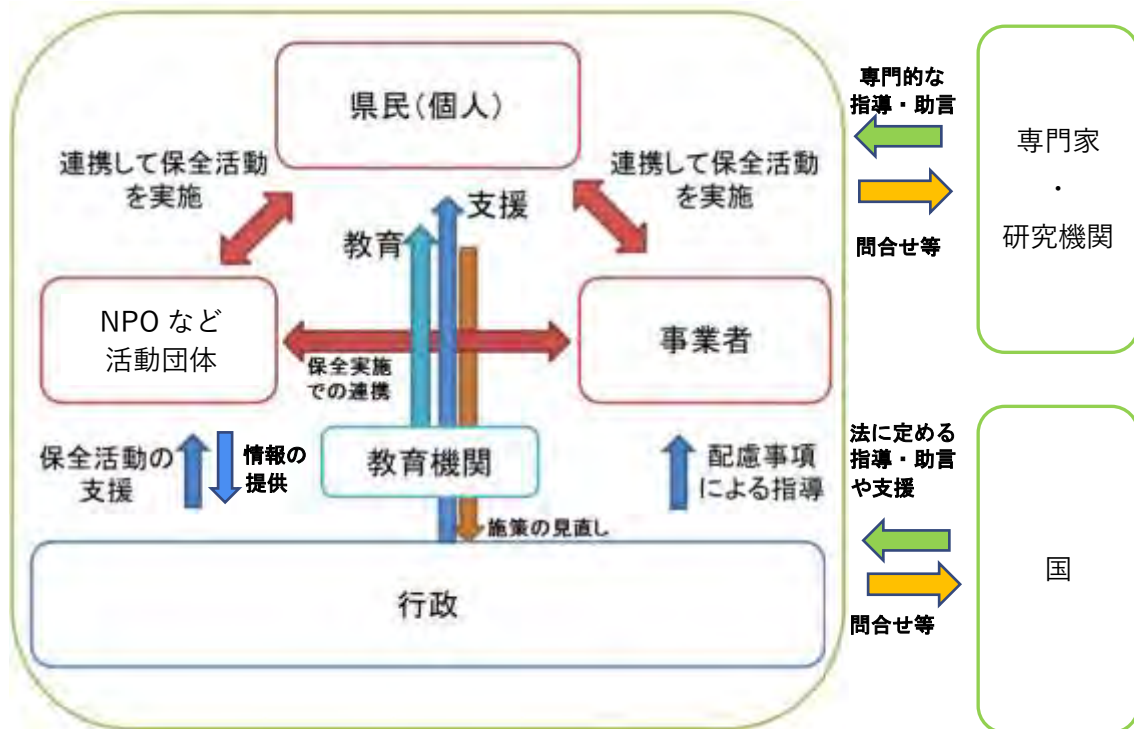 県民（個人）
専門的な
指導・助言
専門家
・
研究機関
問合せ等
連携して保全活動
を実施
連携して保全活動
を実施
支援
教育
NPO など
活動団体
事業者
保全実施
での連携
保全活動の
支援
情報の
提供
教育機関
配慮事項
による指導
法に定める
指導・助言
や支援
施策の見直し
行政
国
問合せ等